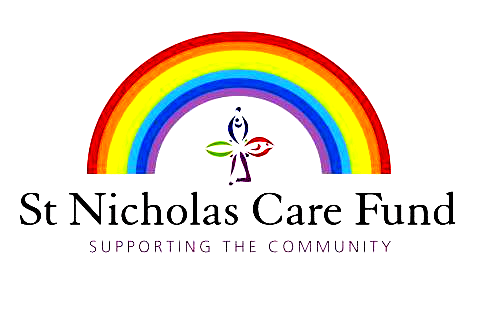 St Nicholas Care Fund
SUPPORTING THE COMMUNITY